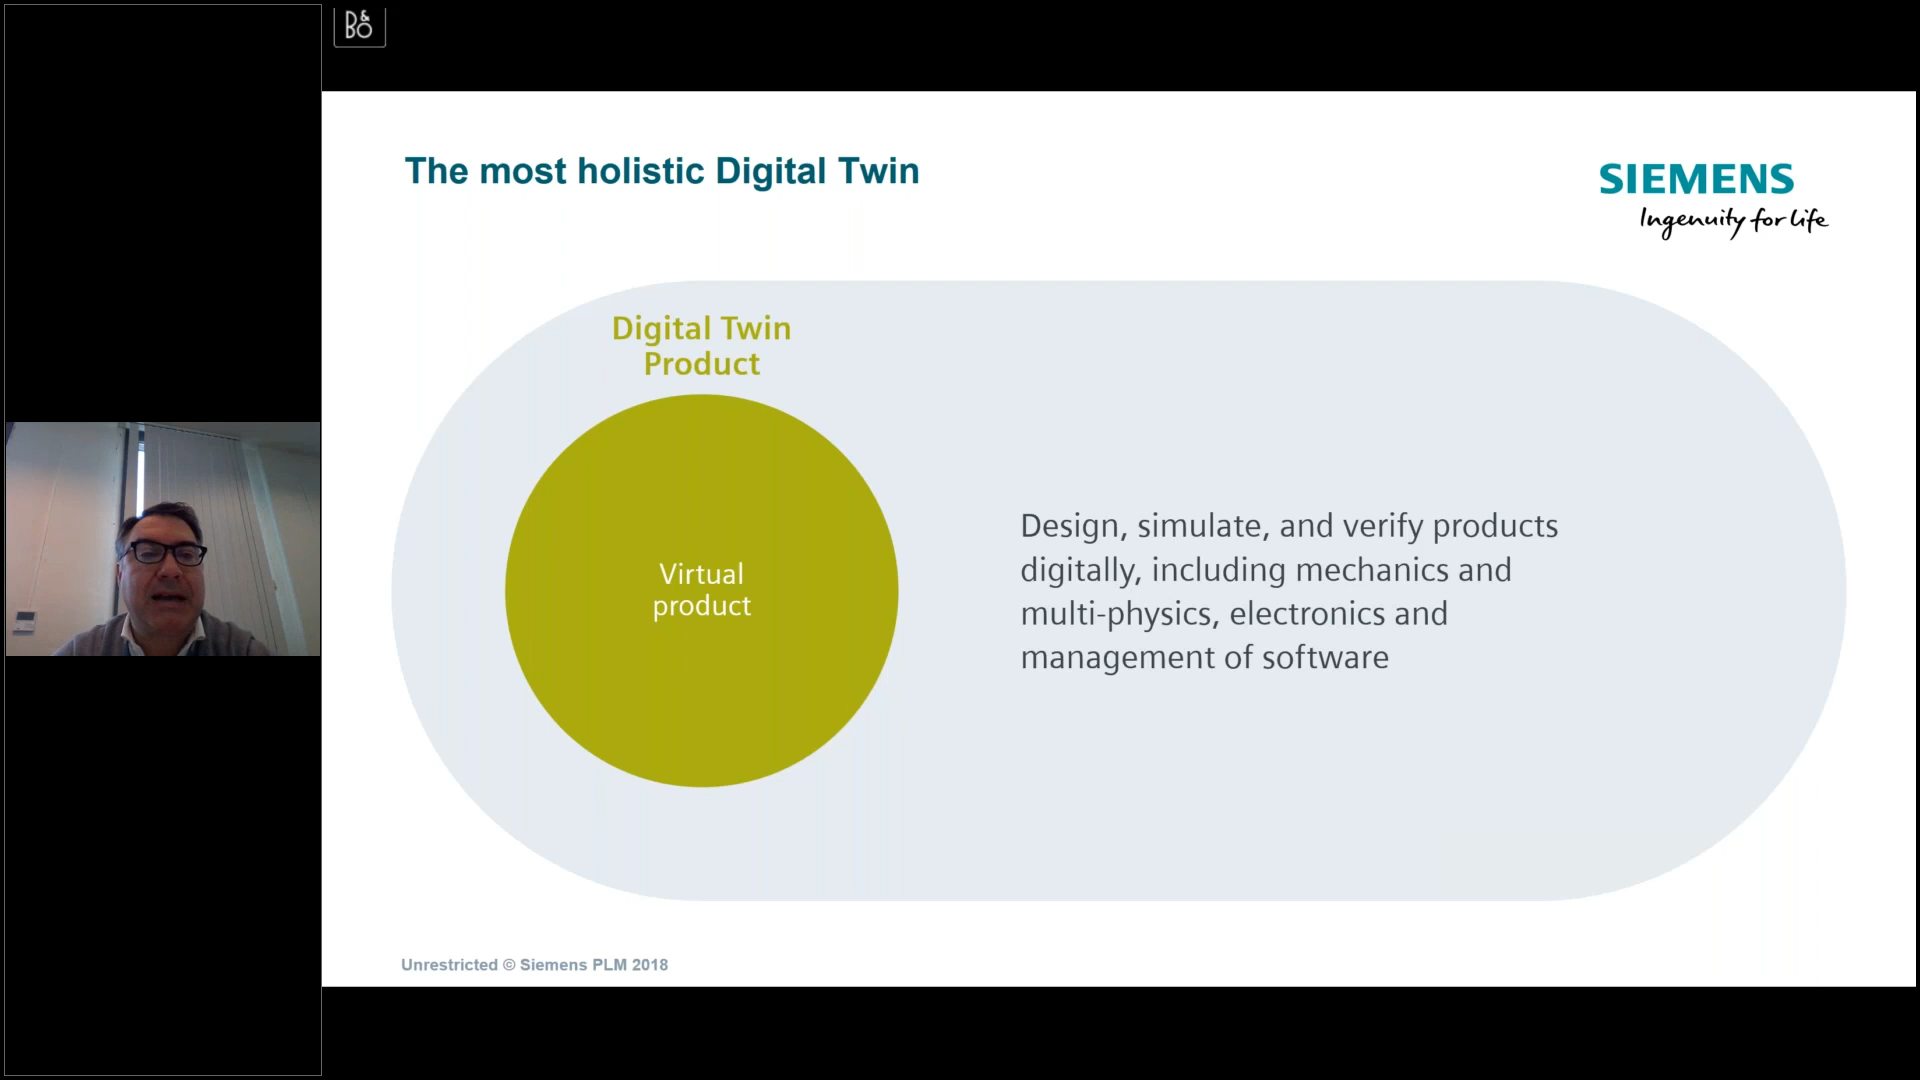 B&O
The most holistic Digital Twin
SIEMENS
Ingenuity for life
Digital Twin
Product
Virtual
product
Design, simulate, and verify products
digitally, including mechanics and
multi-physics, electronics and
management of software
Unrestricted © Siemens PLM 2018